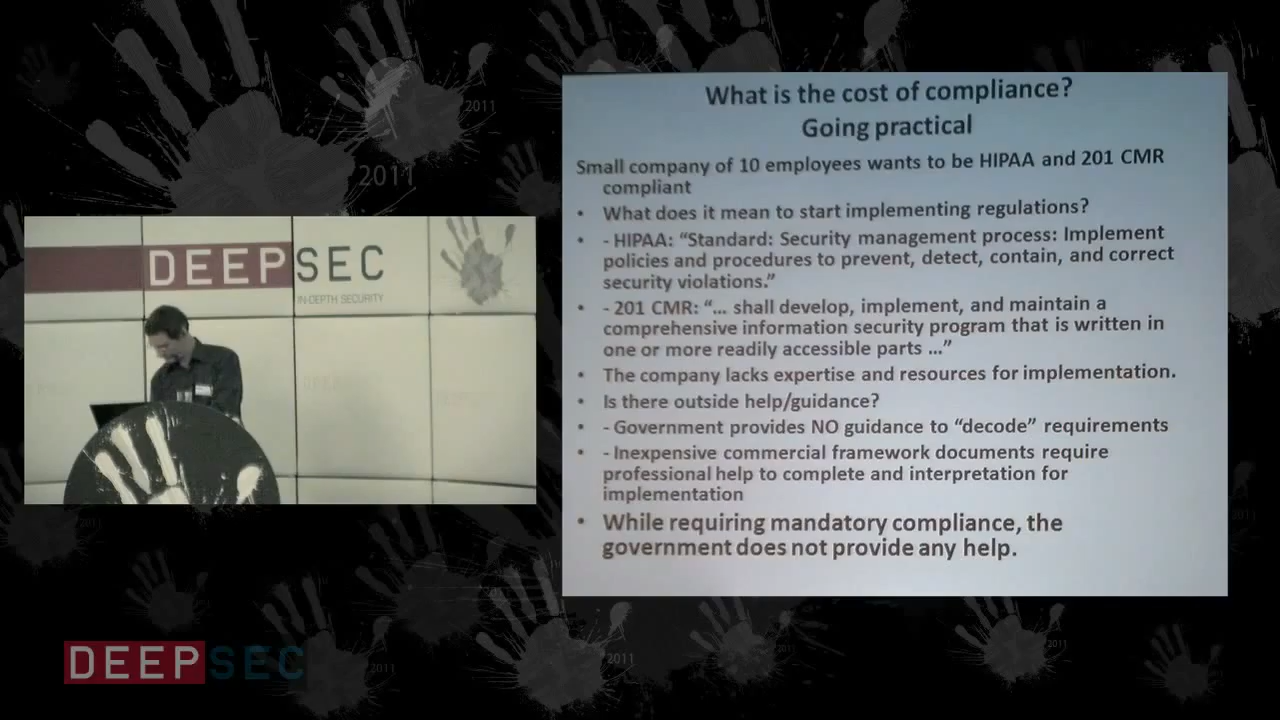 2011
2011
What is the cost of compliance?
Going practical
Small company of 10 employees wants to be HIPAA and 201 CMR
compliant
• What does it mean to start implementing regulations?
• - HIPAA: “Standard: Security management process: Implement
policies and procedures to prevent, detect, contain, and correct
security violations.”
• - 201 CMR: “... shall develop, implement, and maintain a
comprehensive information security program that is written in
one or more readily accessible parts ...”
• The company lacks expertise and resources for implementation.
• Is there outside help/guidance?
• - Government provides NO guidance to “decode” requirements
• - Inexpensive commercial framework documents require
professional help to complete and interpretation for
implementation
• While requiring mandatory compliance, the
government does not provide any help.
DEEPSEC
IN-DEPTH SECURITY
DEEPSEC
2011
2011
2011